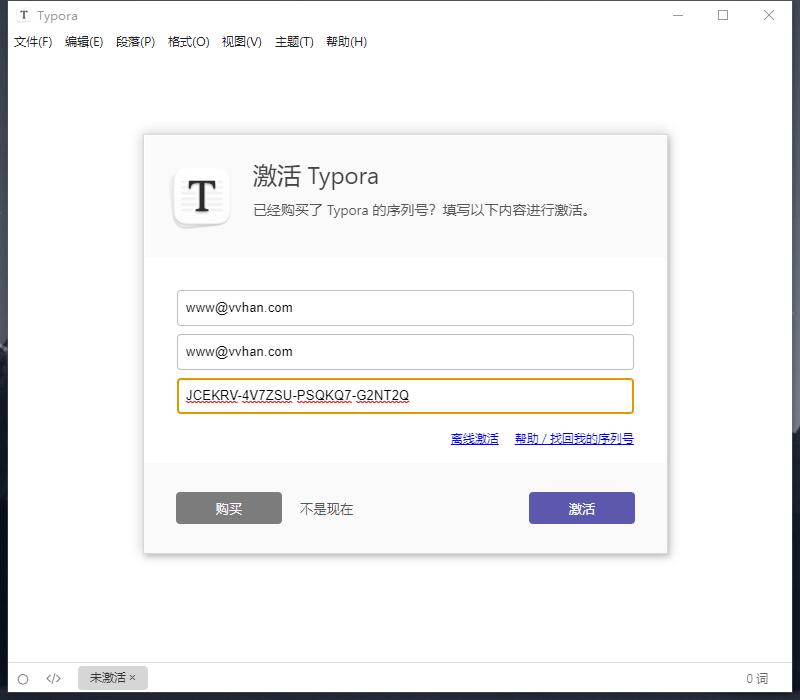 T Typora
文件(F) 编辑(E) 段落(P) 格式(O) 视图(V) 主题(T) 帮助(H)
T
激活 Typora
已经购买了 Typora 的序列号？填写以下内容进行激活。
www@vvhan.com
www@vvhan.com
JCEKRV-4V7ZSU-PSQKQ7-G2NT2Q
离线激活 帮助 / 找回我的序列号
购买 不是现在 激活
</> 未激活 × 0 词